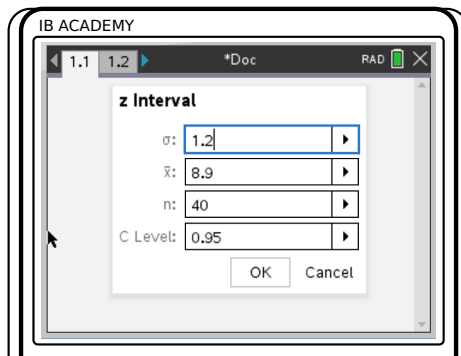 IB ACADEMY
1.1 1.2 *Doc RAD
z Interval
σ: 1.2
x̄: 8.9
n: 40
C Level: 0.95
OK Cancel